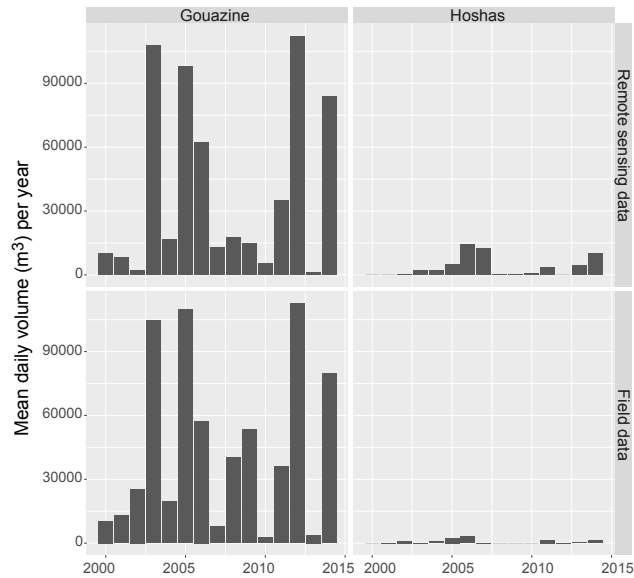 Gouazine Hoshas
Mean daily volume (m³) per year
90000
60000
30000
0
Remote sensing data
90000
60000
30000
0
Field data
2000 2005 2010 2015 2000 2005 2010 2015